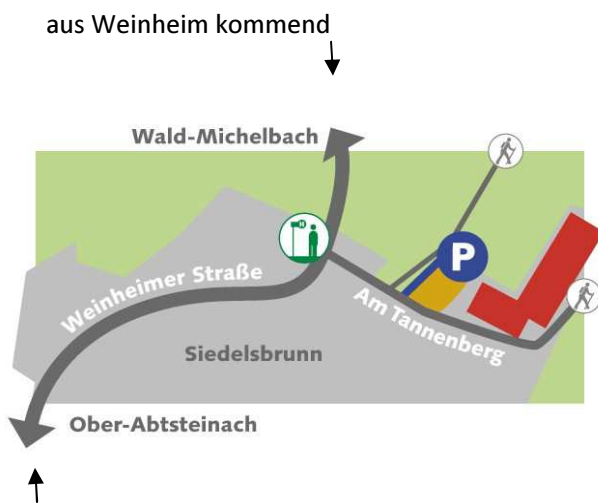 aus Weinheim kommend
Wald-Michelbach
H
P
Weinheimer Straße
Am Tannenberg
Siedelsbrunn
Ober-Abtsteinach